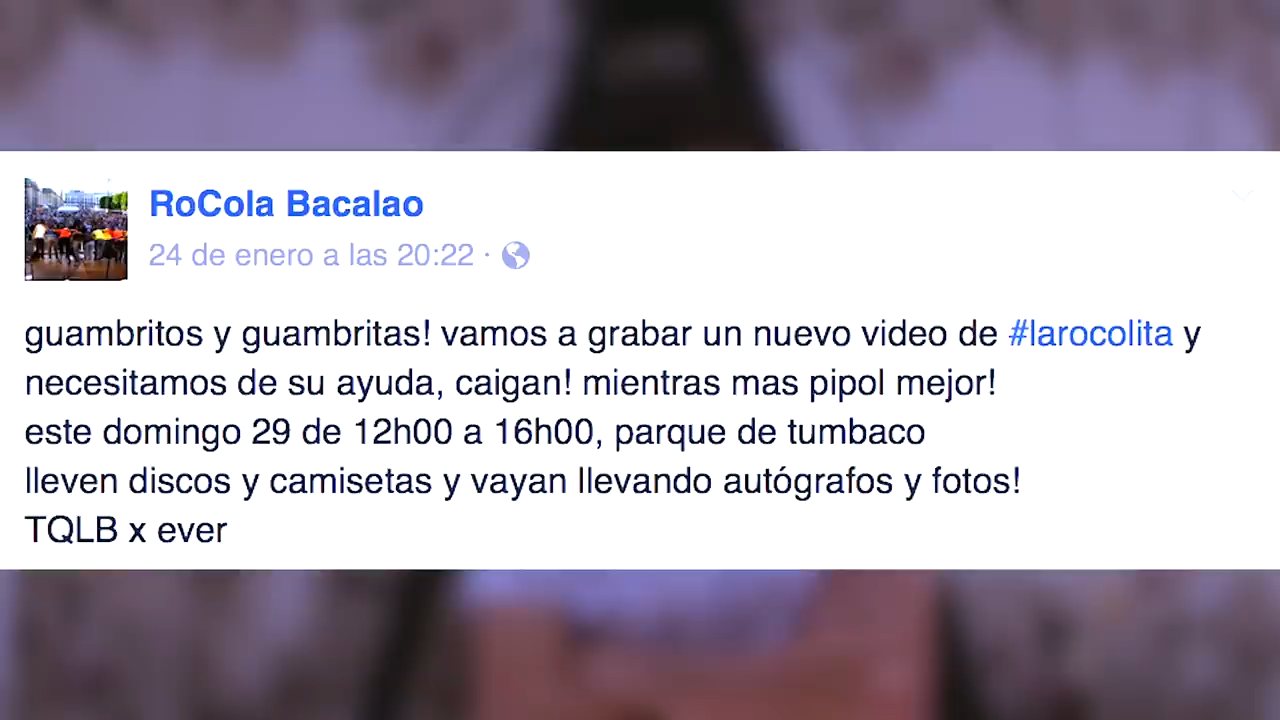 RoCola Bacalao
24 de enero a las 20:22 ·
guambritos y guambritas! vamos a grabar un nuevo video de #larocolita y
necesitamos de su ayuda, caigan! mientras mas pipol mejor!
este domingo 29 de 12h00 a 16h00, parque de tumbaco
lleven discos y camisetas y vayan llevando autógrafos y fotos!
TQLB x ever